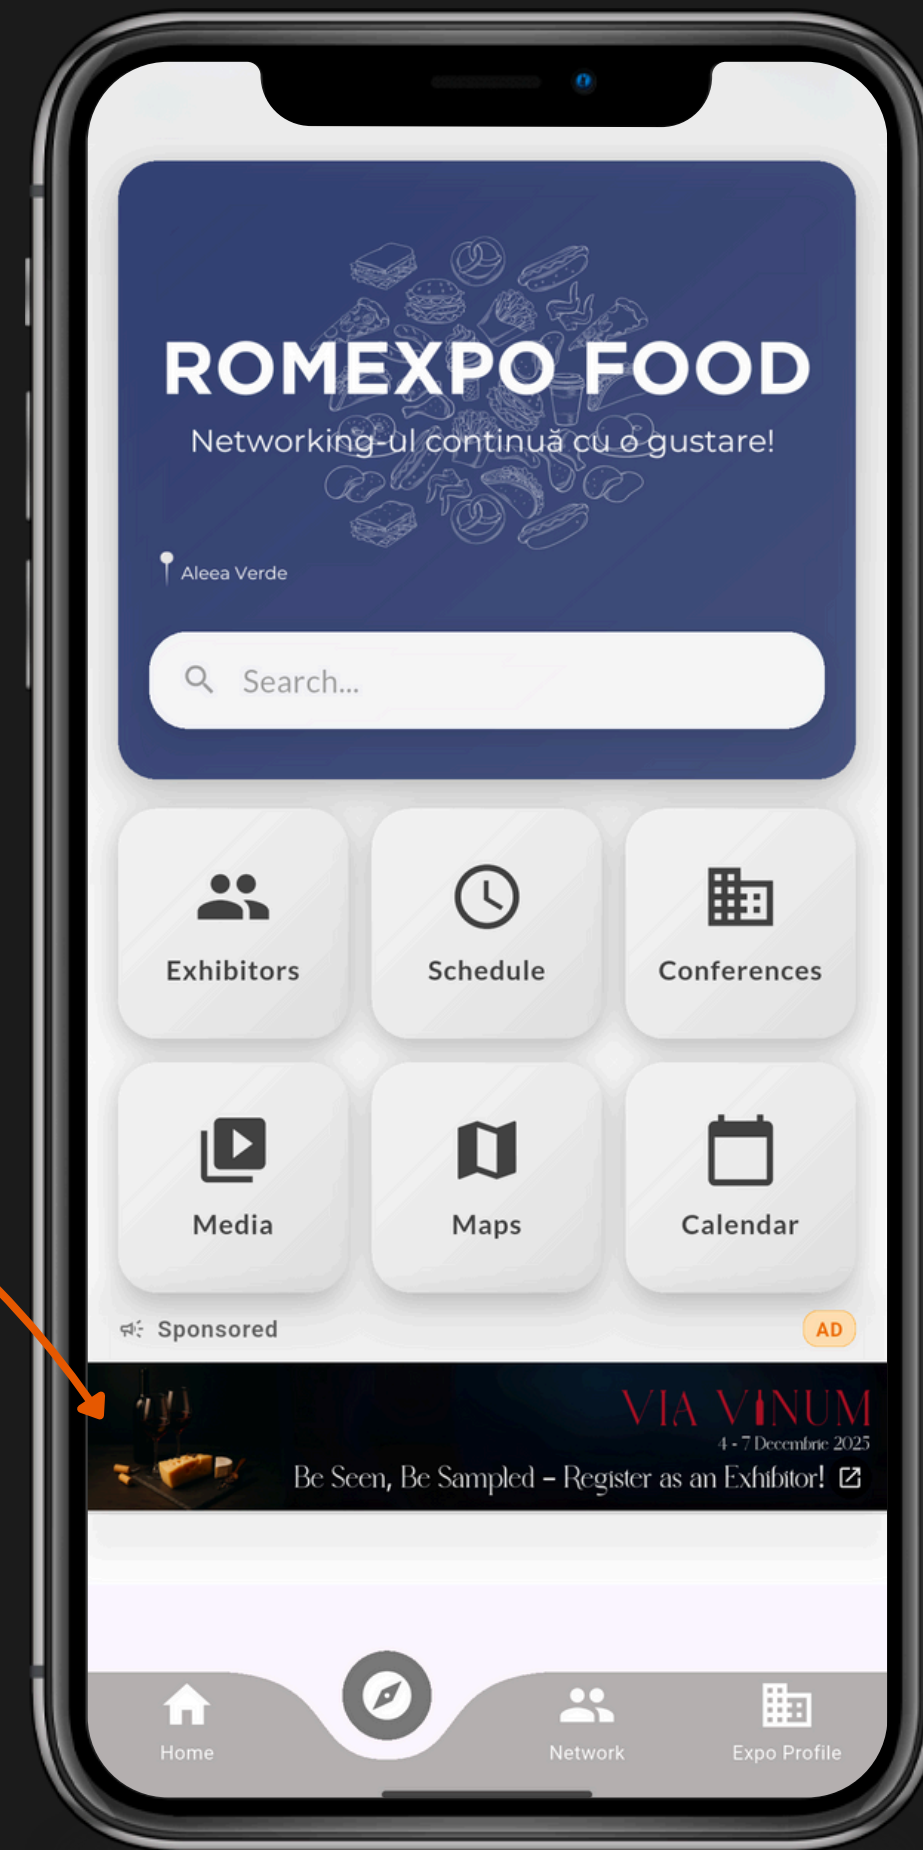 ROMEXPO FOOD
Networking-ul continuă cu o gustare!
Aleea Verde
Search...
Exhibitors
Schedule
Conferences
Media
Maps
Calendar
Sponsored
AD
VIA VINUM
4 - 7 Decembrie 2025
Be Seen, Be Sampled – Register as an Exhibitor!
Home
Network
Expo Profile